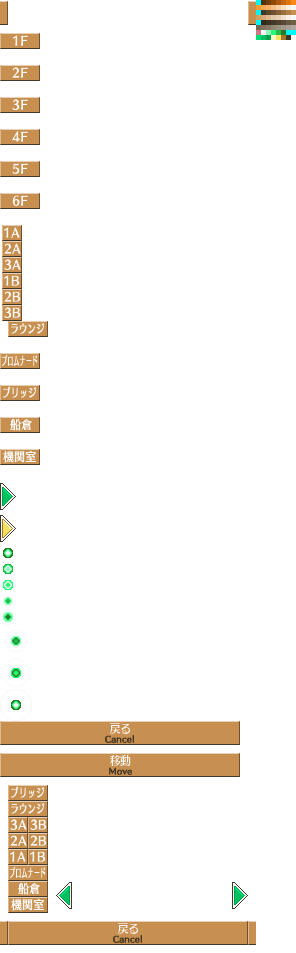 1F
2F
3F
4F
5F
6F
1A
2A
3A
1B
2B
3B
ラウンジ
プロムナード
ブリッジ
船倉
機関室
戻る
Cancel
移動
Move
ブリッジ
ラウンジ
3A 3B
2A 2B
1A 1B
プロムナード
船倉
機関室
戻る
Cancel